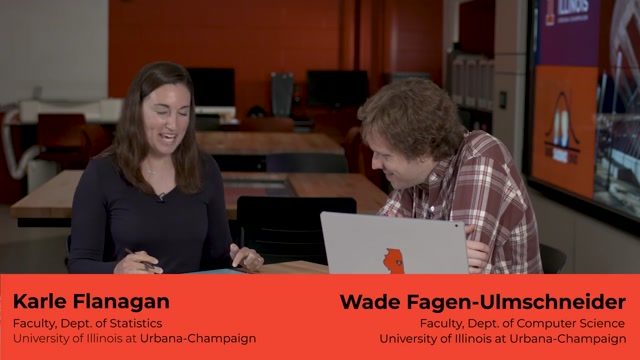 ILLINOIS
Karle Flanagan
Faculty, Dept. of Statistics
University of Illinois at Urbana-Champaign
Wade Fagen-Ulmschneider
Faculty, Dept. of Computer Science
University of Illinois at Urbana-Champaign